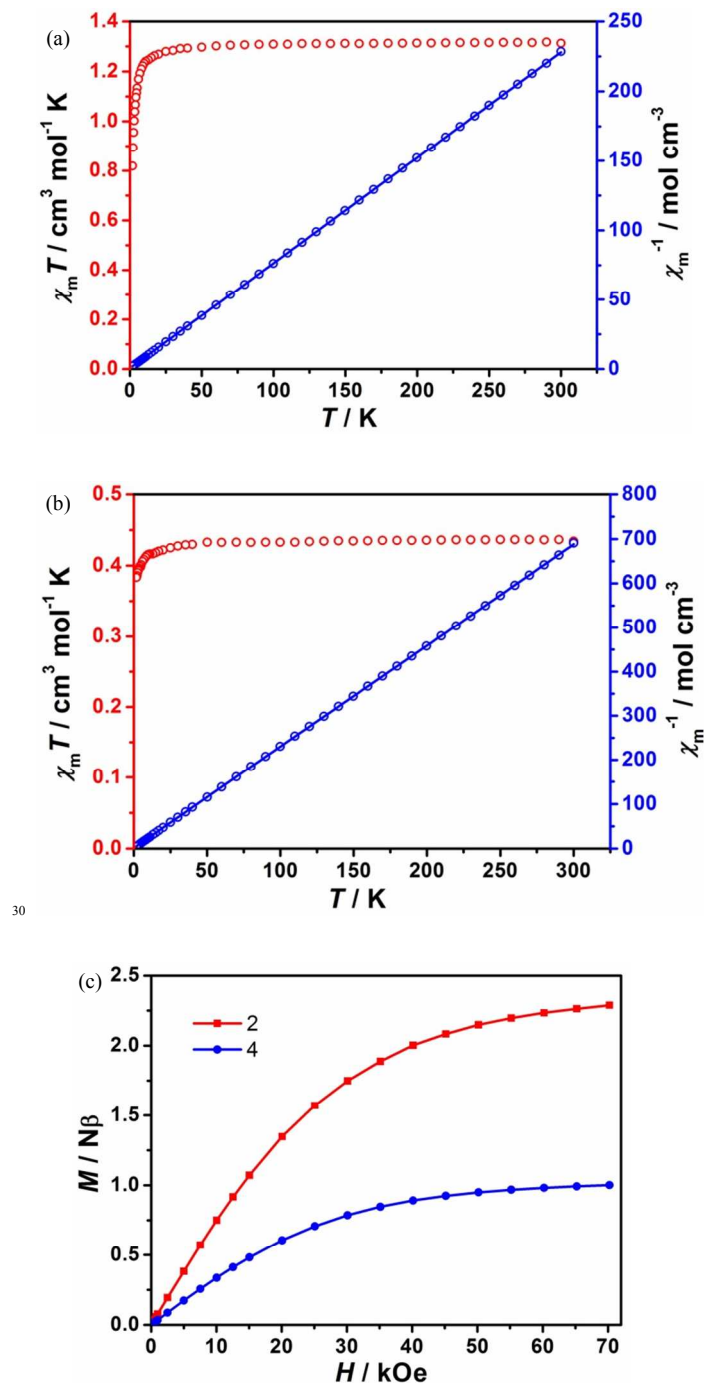 (a)
1.4
1.2
1.0
0.8
0.6
0.4
0.2
0.0
χₘT / cm³ mol⁻¹ K
250
200
150
100
50
0
χₘ⁻¹ / mol cm⁻³
0 50 100 150 200 250 300
T / K
(b)
0.5
0.4
0.3
0.2
0.1
0.0
χₘT / cm³ mol⁻¹ K
800
700
600
500
400
300
200
100
0
χₘ⁻¹ / mol cm⁻³
0 50 100 150 200 250 300
T / K
30
(c)
2.5
2.0
1.5
1.0
0.5
0.0
M / Nβ
2
4
0 10 20 30 40 50 60 70
H / kOe